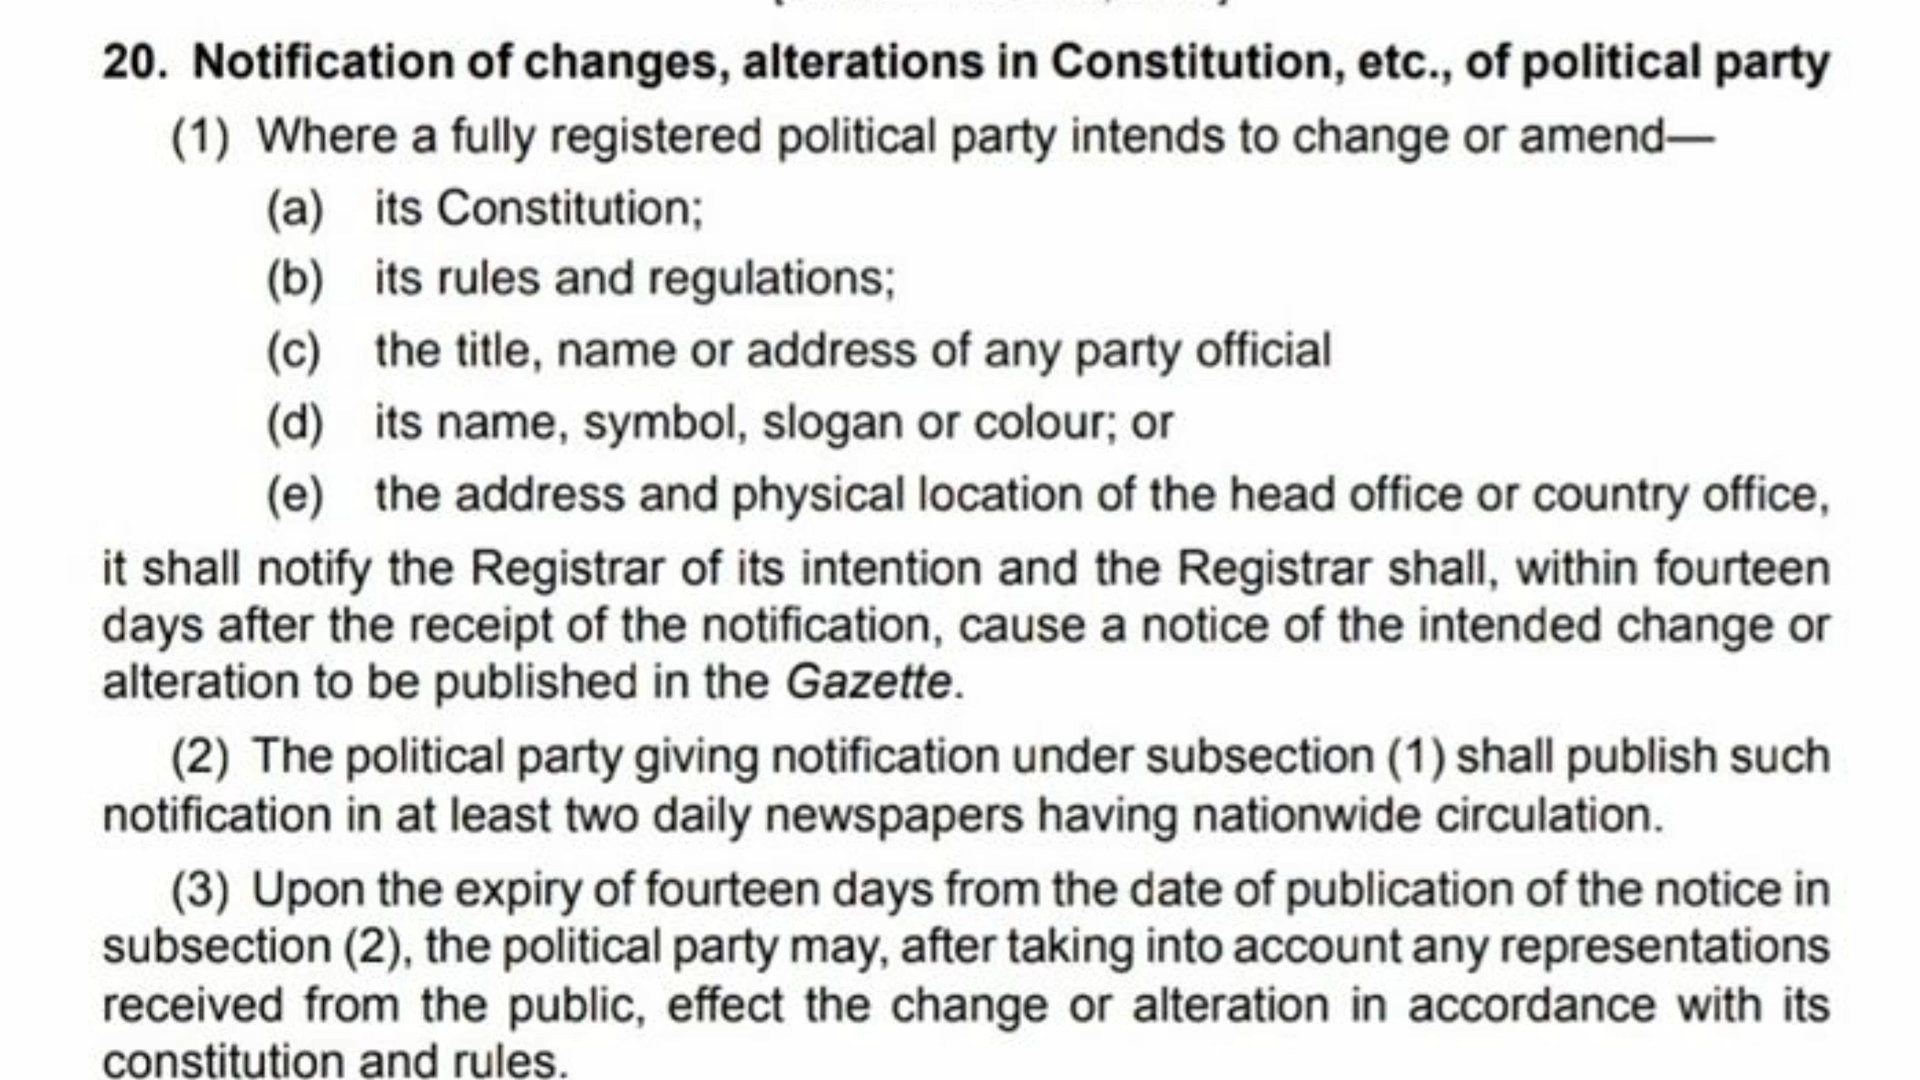 20. Notification of changes, alterations in Constitution, etc., of political party
(1) Where a fully registered political party intends to change or amend—
(a) its Constitution;
(b) its rules and regulations;
(c) the title, name or address of any party official
(d) its name, symbol, slogan or colour; or
(e) the address and physical location of the head office or country office,
it shall notify the Registrar of its intention and the Registrar shall, within fourteen
days after the receipt of the notification, cause a notice of the intended change or
alteration to be published in the Gazette.
(2) The political party giving notification under subsection (1) shall publish such
notification in at least two daily newspapers having nationwide circulation.
(3) Upon the expiry of fourteen days from the date of publication of the notice in
subsection (2), the political party may, after taking into account any representations
received from the public, effect the change or alteration in accordance with its
constitution and rules.